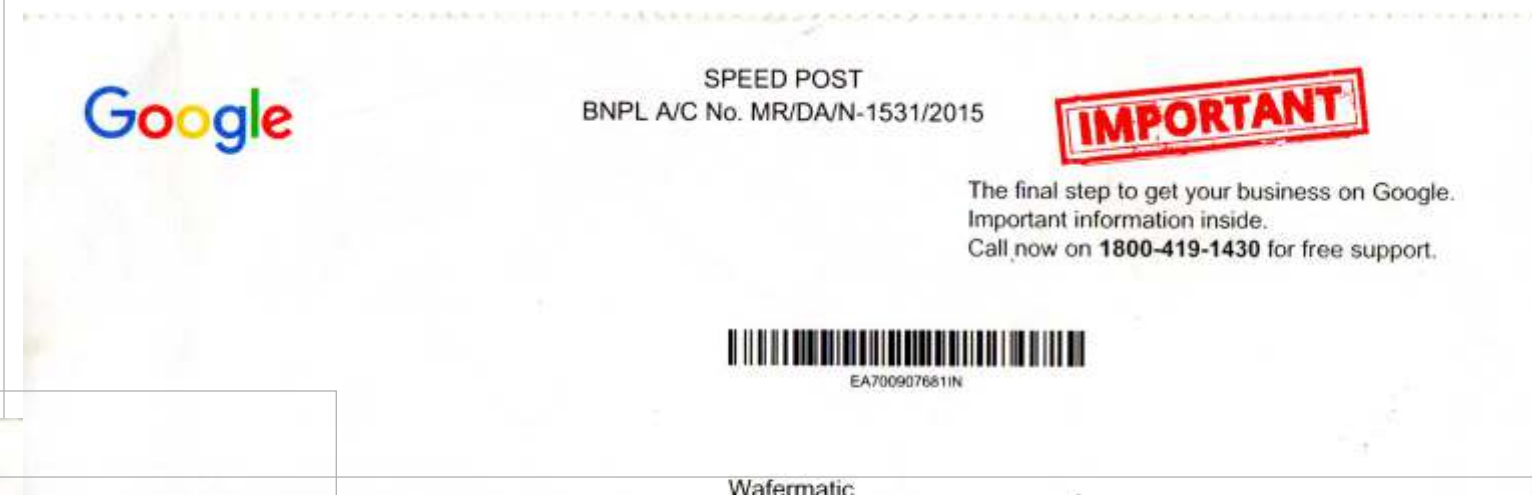 Google
SPEED POST
BNPL A/C No. MR/DA/N-1531/2015
IMPORTANT
The final step to get your business on Google.
Important information inside.
Call now on 1800-419-1430 for free support.
EA700907681IN
Wafermatic